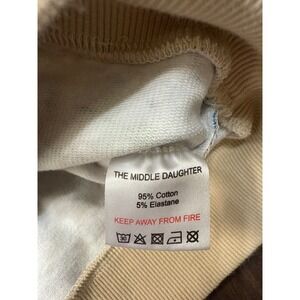 THE MIDDLE DAUGHTER
95% Cotton
5% Elastane
KEEP AWAY FROM FIRE